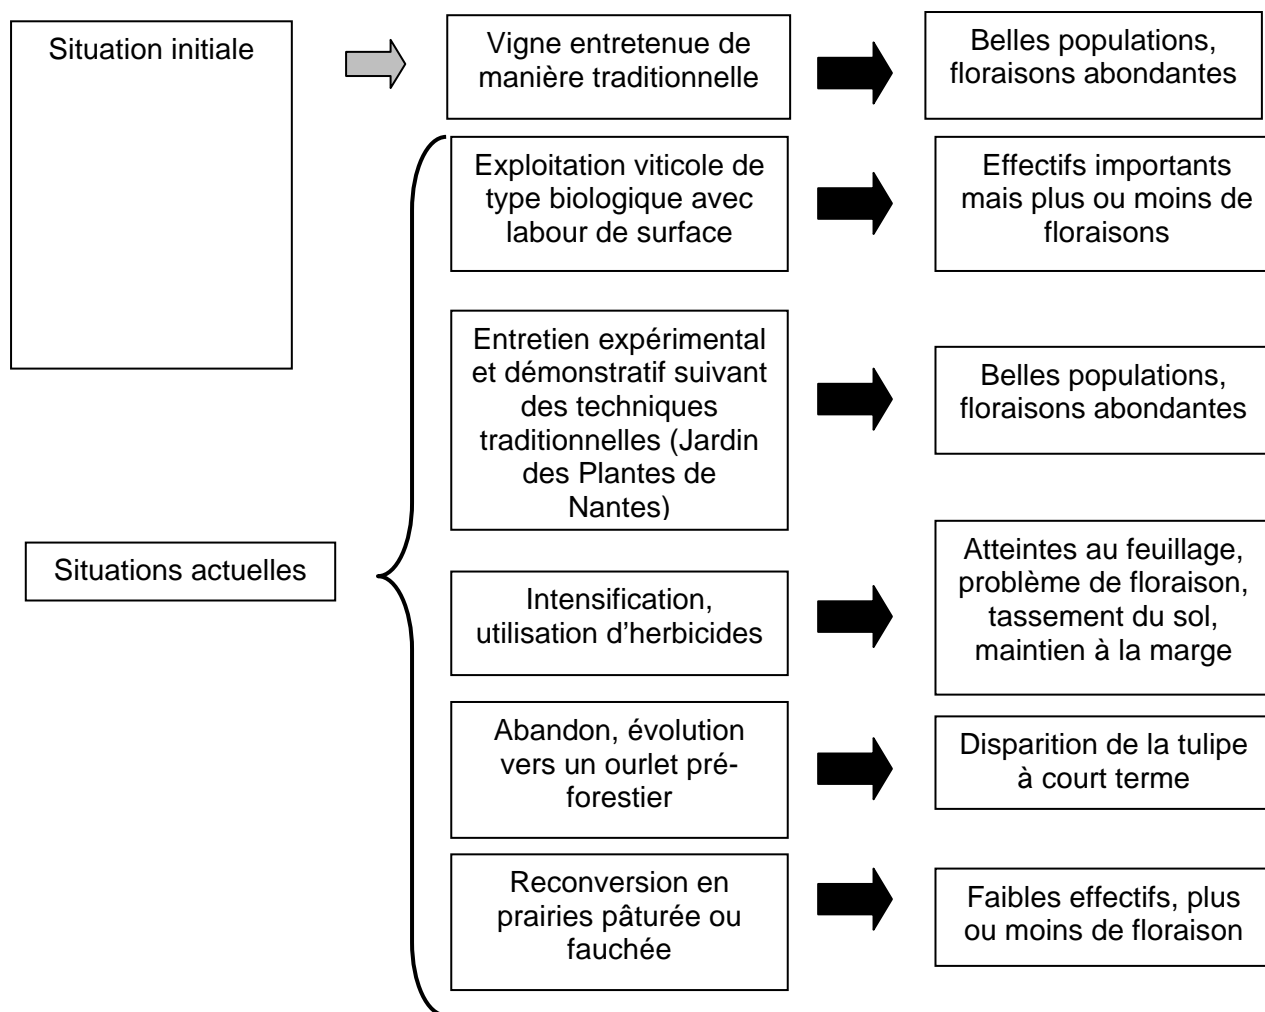 Situation initiale
Vigne entretenue de
manière traditionnelle
Belles populations,
floraisons abondantes
Exploitation viticole de
type biologique avec
labour de surface
Effectifs importants
mais plus ou moins de
floraisons
Entretien expérimental
et démonstratif suivant
des techniques
traditionnelles (Jardin
des Plantes de
Nantes)
Belles populations,
floraisons abondantes
Situations actuelles
Intensification,
utilisation d’herbicides
Atteintes au feuillage,
problème de floraison,
tassement du sol,
maintien à la marge
Abandon, évolution
vers un ourlet pré-
forestier
Disparition de la tulipe
à court terme
Reconversion en
prairies pâturée ou
fauchée
Faibles effectifs, plus
ou moins de floraison